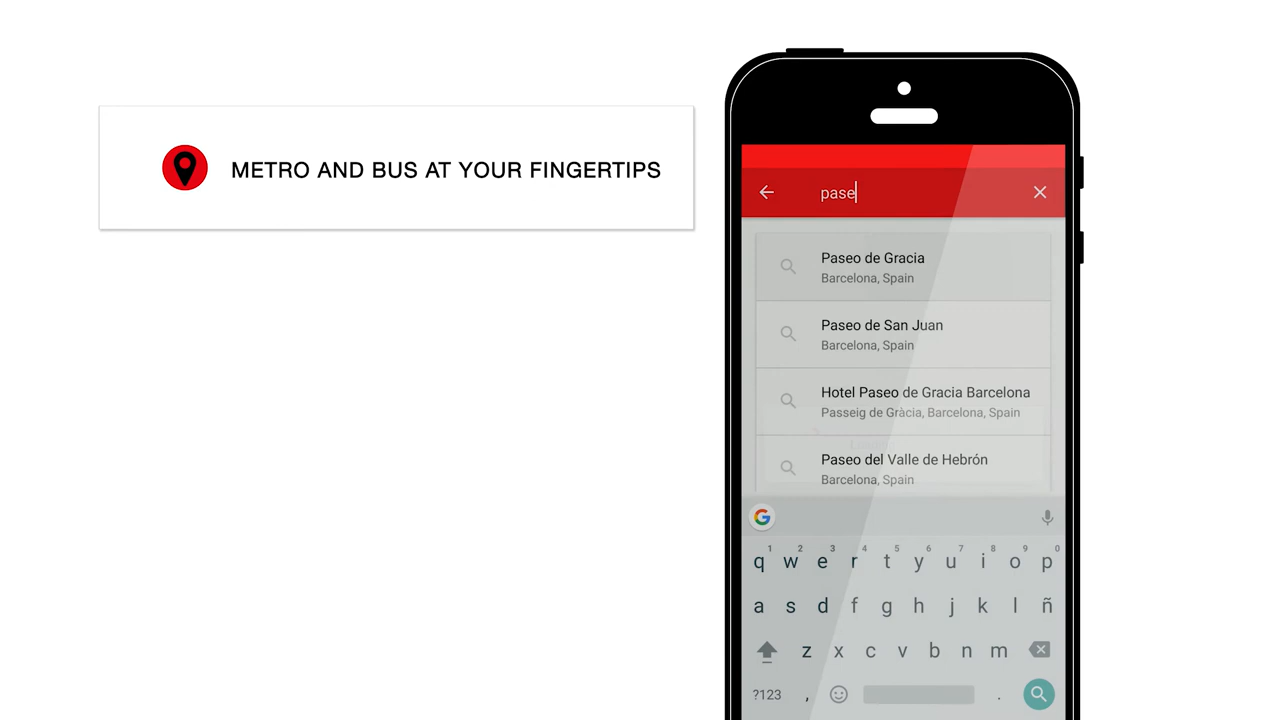 METRO AND BUS AT YOUR FINGERTIPS
pase
Paseo de Gracia
Barcelona, Spain
Paseo de San Juan
Barcelona, Spain
Hotel Paseo de Gracia Barcelona
Passeig de Gràcia, Barcelona, Spain
Paseo del Valle de Hebrón
Barcelona, Spain
G
1 2 3 4 5 6 7 8 9 0
q w e r t y u i o p
a s d f g h j k l ñ
z x c v b n m
?123 , .